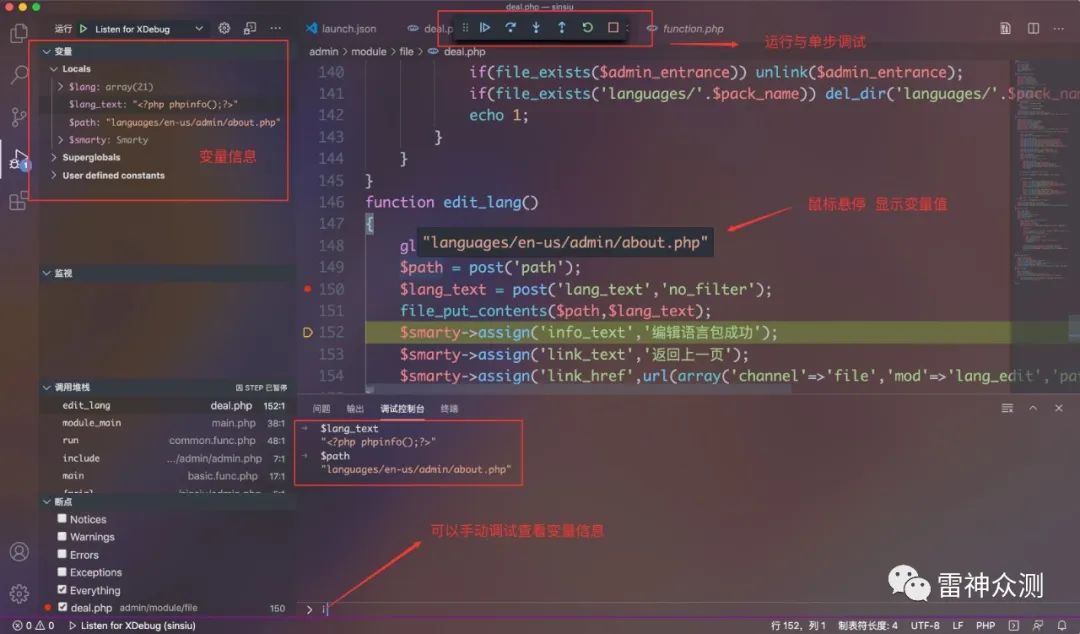 deal.php — sinsiu
运行 Listen for XDebug
launch.json
function.php
变量
Locals
$lang: array(21)
$lang_text: "<?php phpinfo();?>"
$path: "languages/en-us/admin/about.php"
$smarty: Smarty
Superglobals
User defined constants
变量信息
运行与单步调试
admin > module > file > deal.php
140 if(file_exists($admin_entrance)) unlink($admin_entrance);
141 if(file_exists('languages/'.$pack_name)) del_dir('languages/'.$pack_name
142 echo 1;
143 }
144 }
145 }
146 function edit_lang()
147 {
148 gl
"languages/en-us/admin/about.php"
鼠标悬停 显示变量值
149 $path = post('path');
150 $lang_text = post('lang_text','no_filter');
151 file_put_contents($path,$lang_text);
152 $smarty->assign('info_text','编辑语言包成功');
153 $smarty->assign('link_text','返回上一页');
154 $smarty->assign('link_href',url(array('channel'=>'file','mod'=>'lang_edit','pa
监视
调用堆栈 因 STEP 已暂停
edit_lang deal.php 152:1
module_main main.php 38:1
run common.func.php 48:1
include .../admin/admin.php 7:1
main basic.func.php 17:1
断点
Notices
Warnings
Errors
Exceptions
Everything
deal.php admin/module/file 150
问题 输出 调试控制台 终端
$lang_text
"<?php phpinfo();?>"
$path
"languages/en-us/admin/about.php"
可以手动调试查看变量信息
> i
雷神众测
0 0 Listen for XDebug (sinsiu)
行 152，列 1 制表符长度: 4 UTF-8 LF PHP